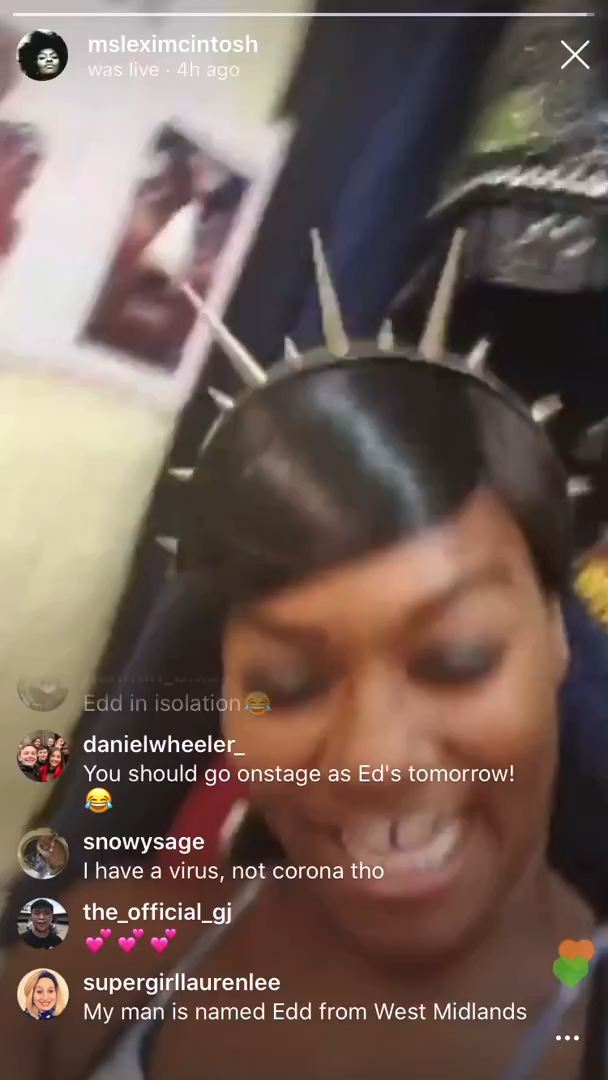 msleximcintosh
was live · 4h ago
Edd in isolation😂
danielwheeler_
You should go onstage as Ed's tomorrow!
😂
snowysage
I have a virus, not corona tho
the_official_gj
💕💕💕
supergirllaurenlee
My man is named Edd from West Midlands